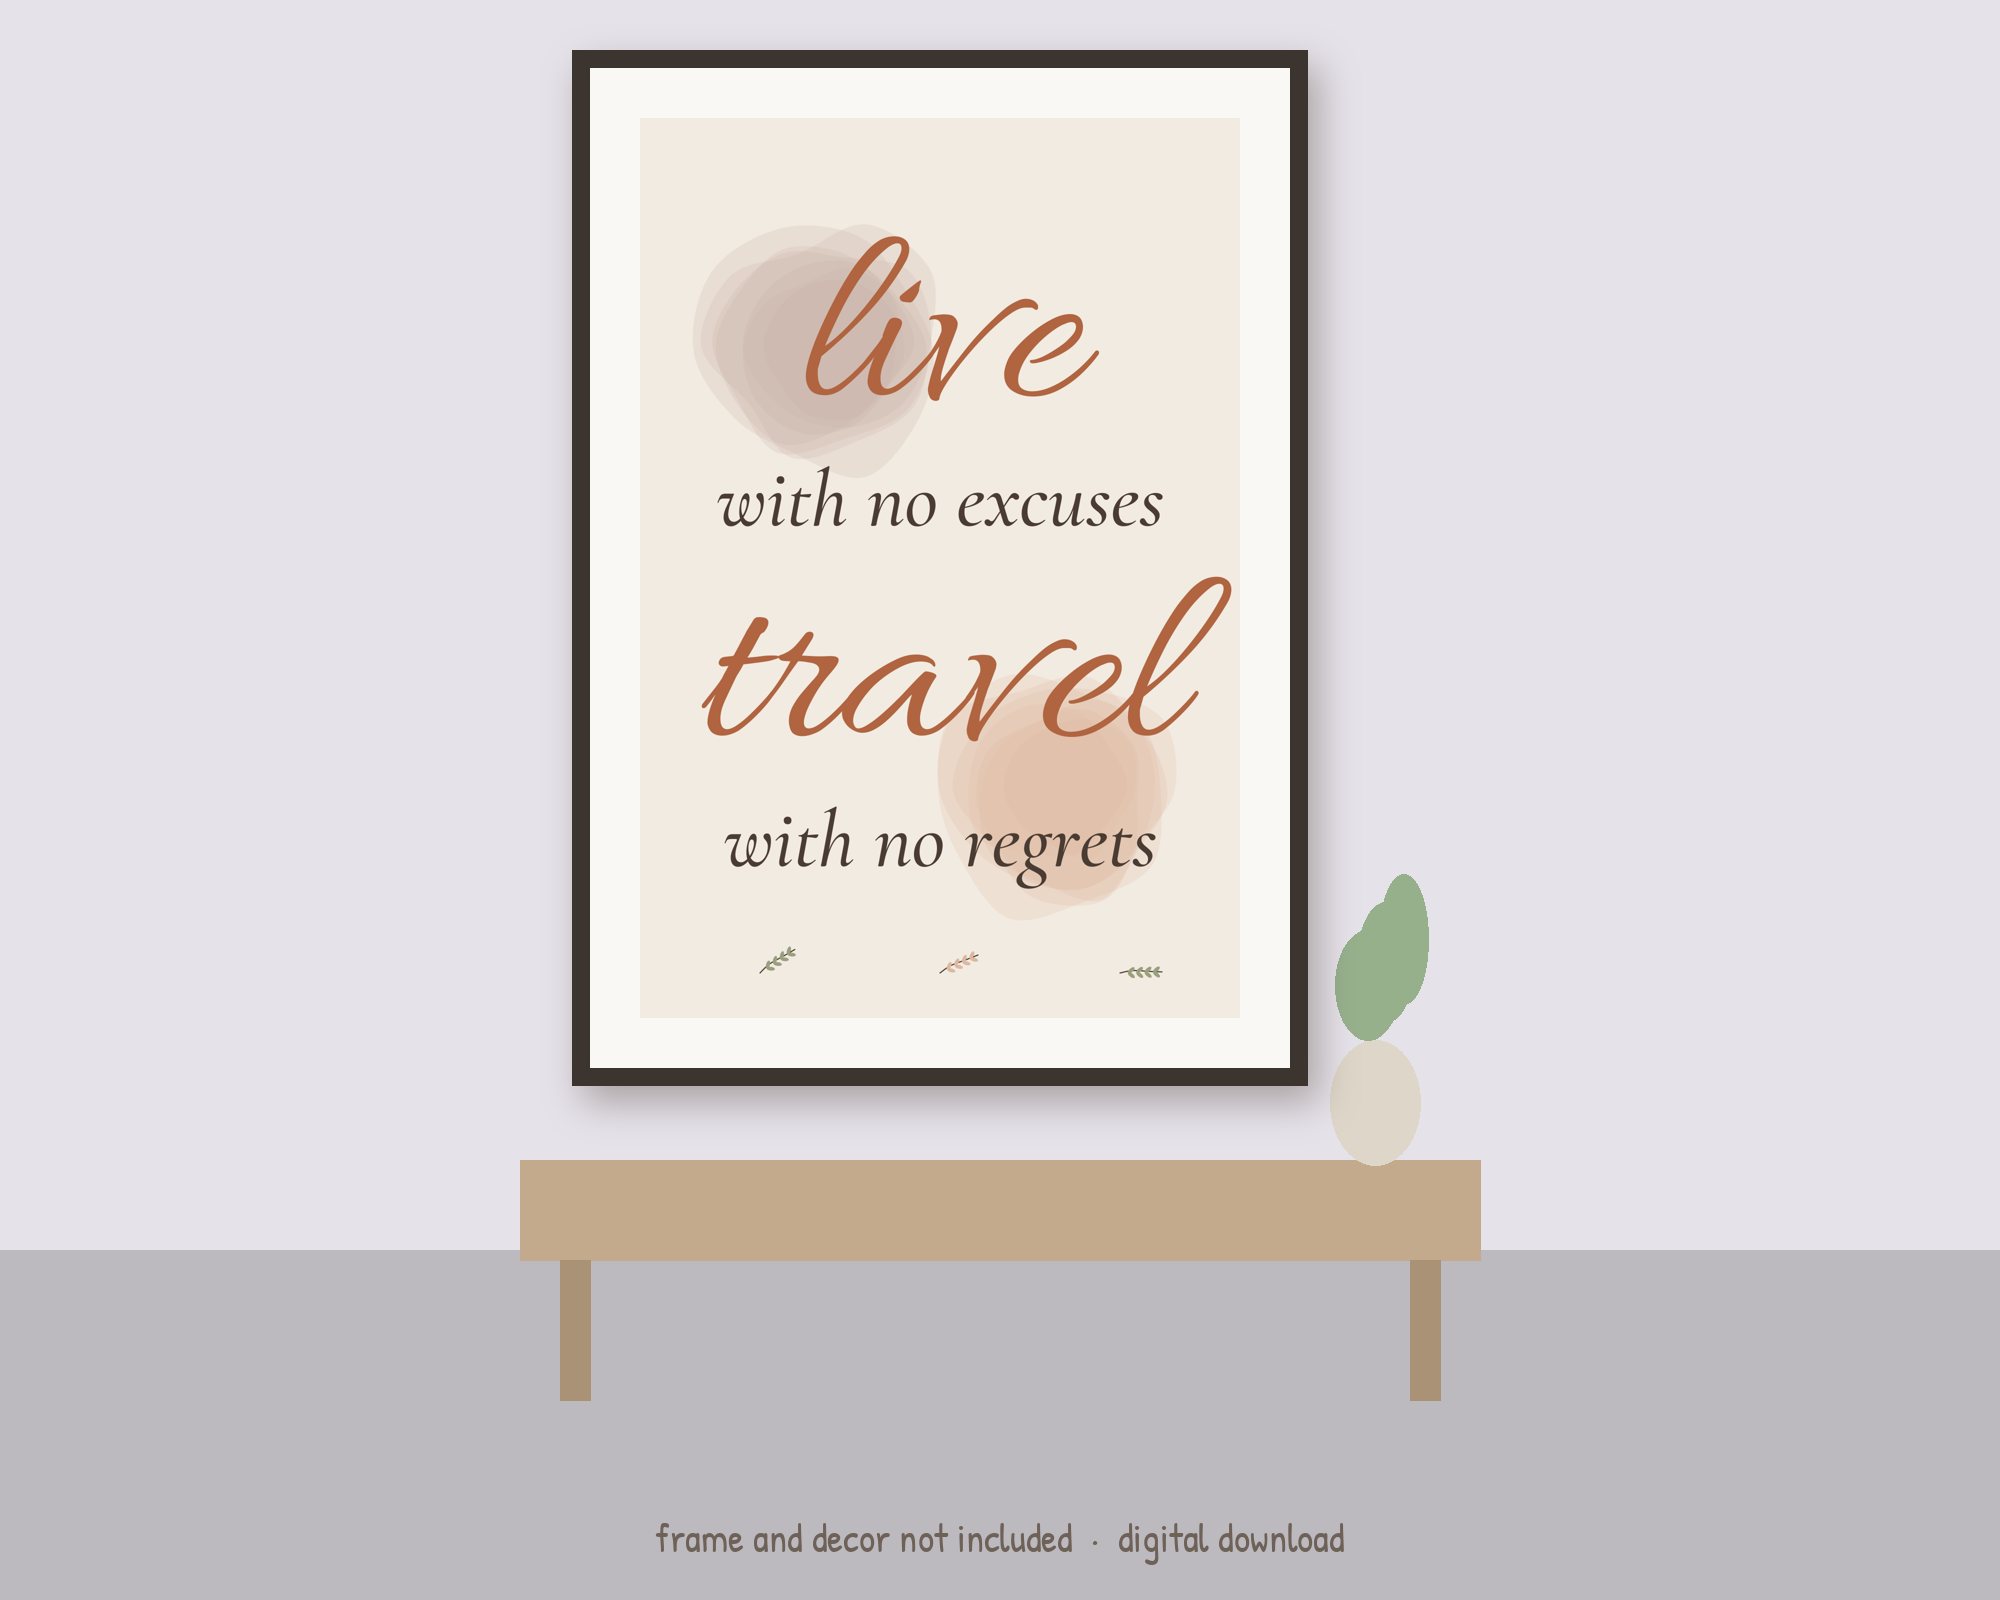 live
with no excuses
travel
with no regrets
frame and decor not included · digital download